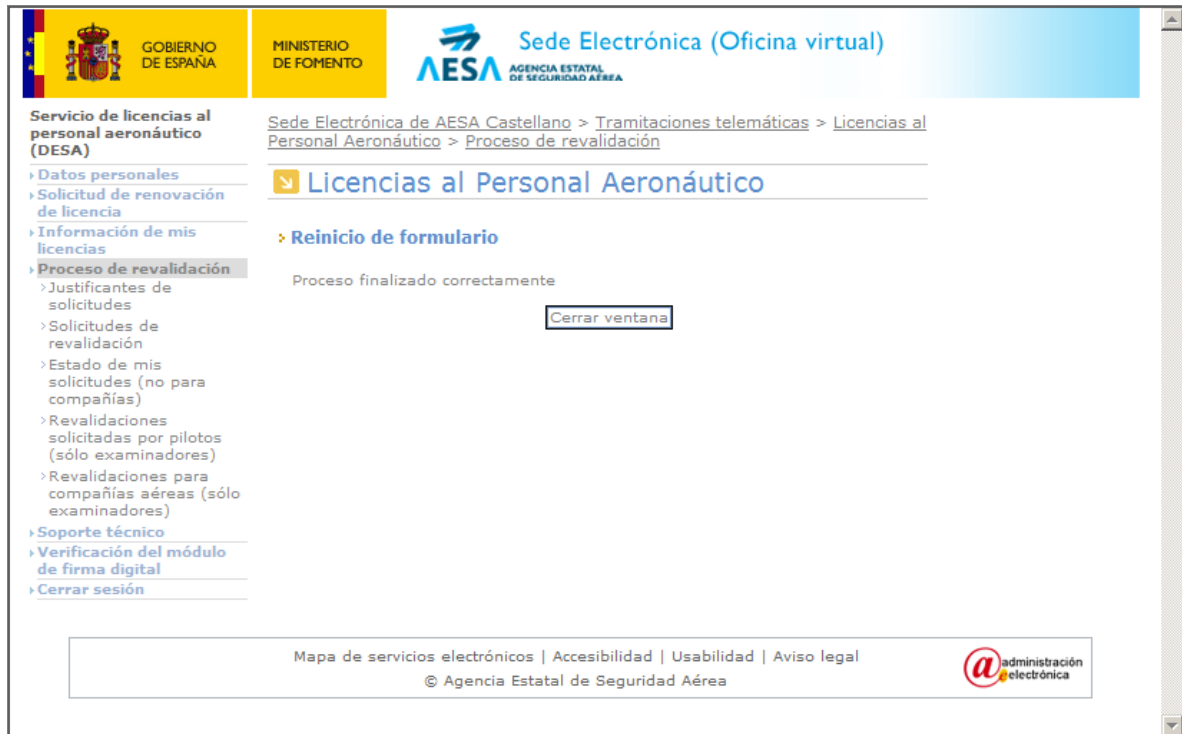 GOBIERNO
DE ESPAÑA
MINISTERIO
DE FOMENTO
AESA AGENCIA ESTATAL
DE SEGURIDAD AÉREA
Sede Electrónica (Oficina virtual)
Servicio de licencias al
personal aeronáutico
(DESA)
Datos personales
Solicitud de renovación
de licencia
Información de mis
licencias
Proceso de revalidación
Justificantes de
solicitudes
Solicitudes de
revalidación
Estado de mis
solicitudes (no para
compañías)
Revalidaciones
solicitadas por pilotos
(sólo examinadores)
Revalidaciones para
compañías aéreas (sólo
examinadores)
Soporte técnico
Verificación del módulo
de firma digital
Cerrar sesión
Sede Electrónica de AESA Castellano > Tramitaciones telemáticas > Licencias al
Personal Aeronáutico > Proceso de revalidación
Licencias al Personal Aeronáutico
Reinicio de formulario
Proceso finalizado correctamente
Cerrar ventana
Mapa de servicios electrónicos | Accesibilidad | Usabilidad | Aviso legal
© Agencia Estatal de Seguridad Aérea
administración
electrónica